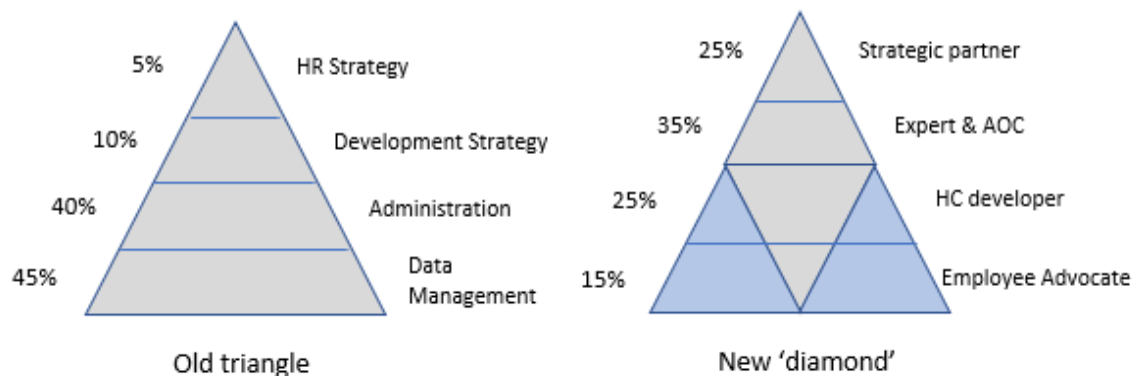 5%
HR Strategy
10%
Development Strategy
40%
Administration
45%
Data
Management
Old triangle
25%
Strategic partner
35%
Expert & AOC
25%
HC developer
15%
Employee Advocate
New ‘diamond’